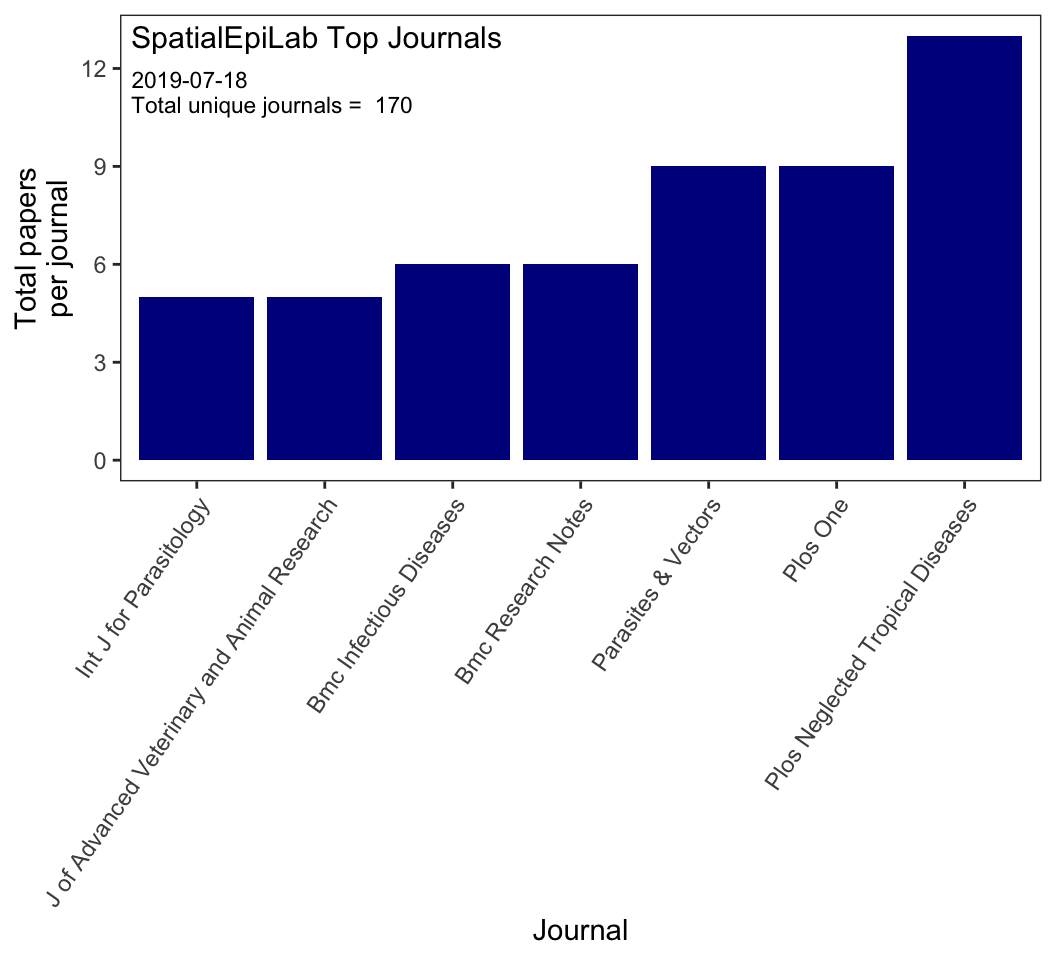 SpatialEpiLab Top Journals
2019-07-18
Total unique journals =  170
Total papers
per journal
12
9
6
3
0
Int J for Parasitology
J of Advanced Veterinary and Animal Research
Bmc Infectious Diseases
Bmc Research Notes
Parasites & Vectors
Plos One
Plos Neglected Tropical Diseases
Journal